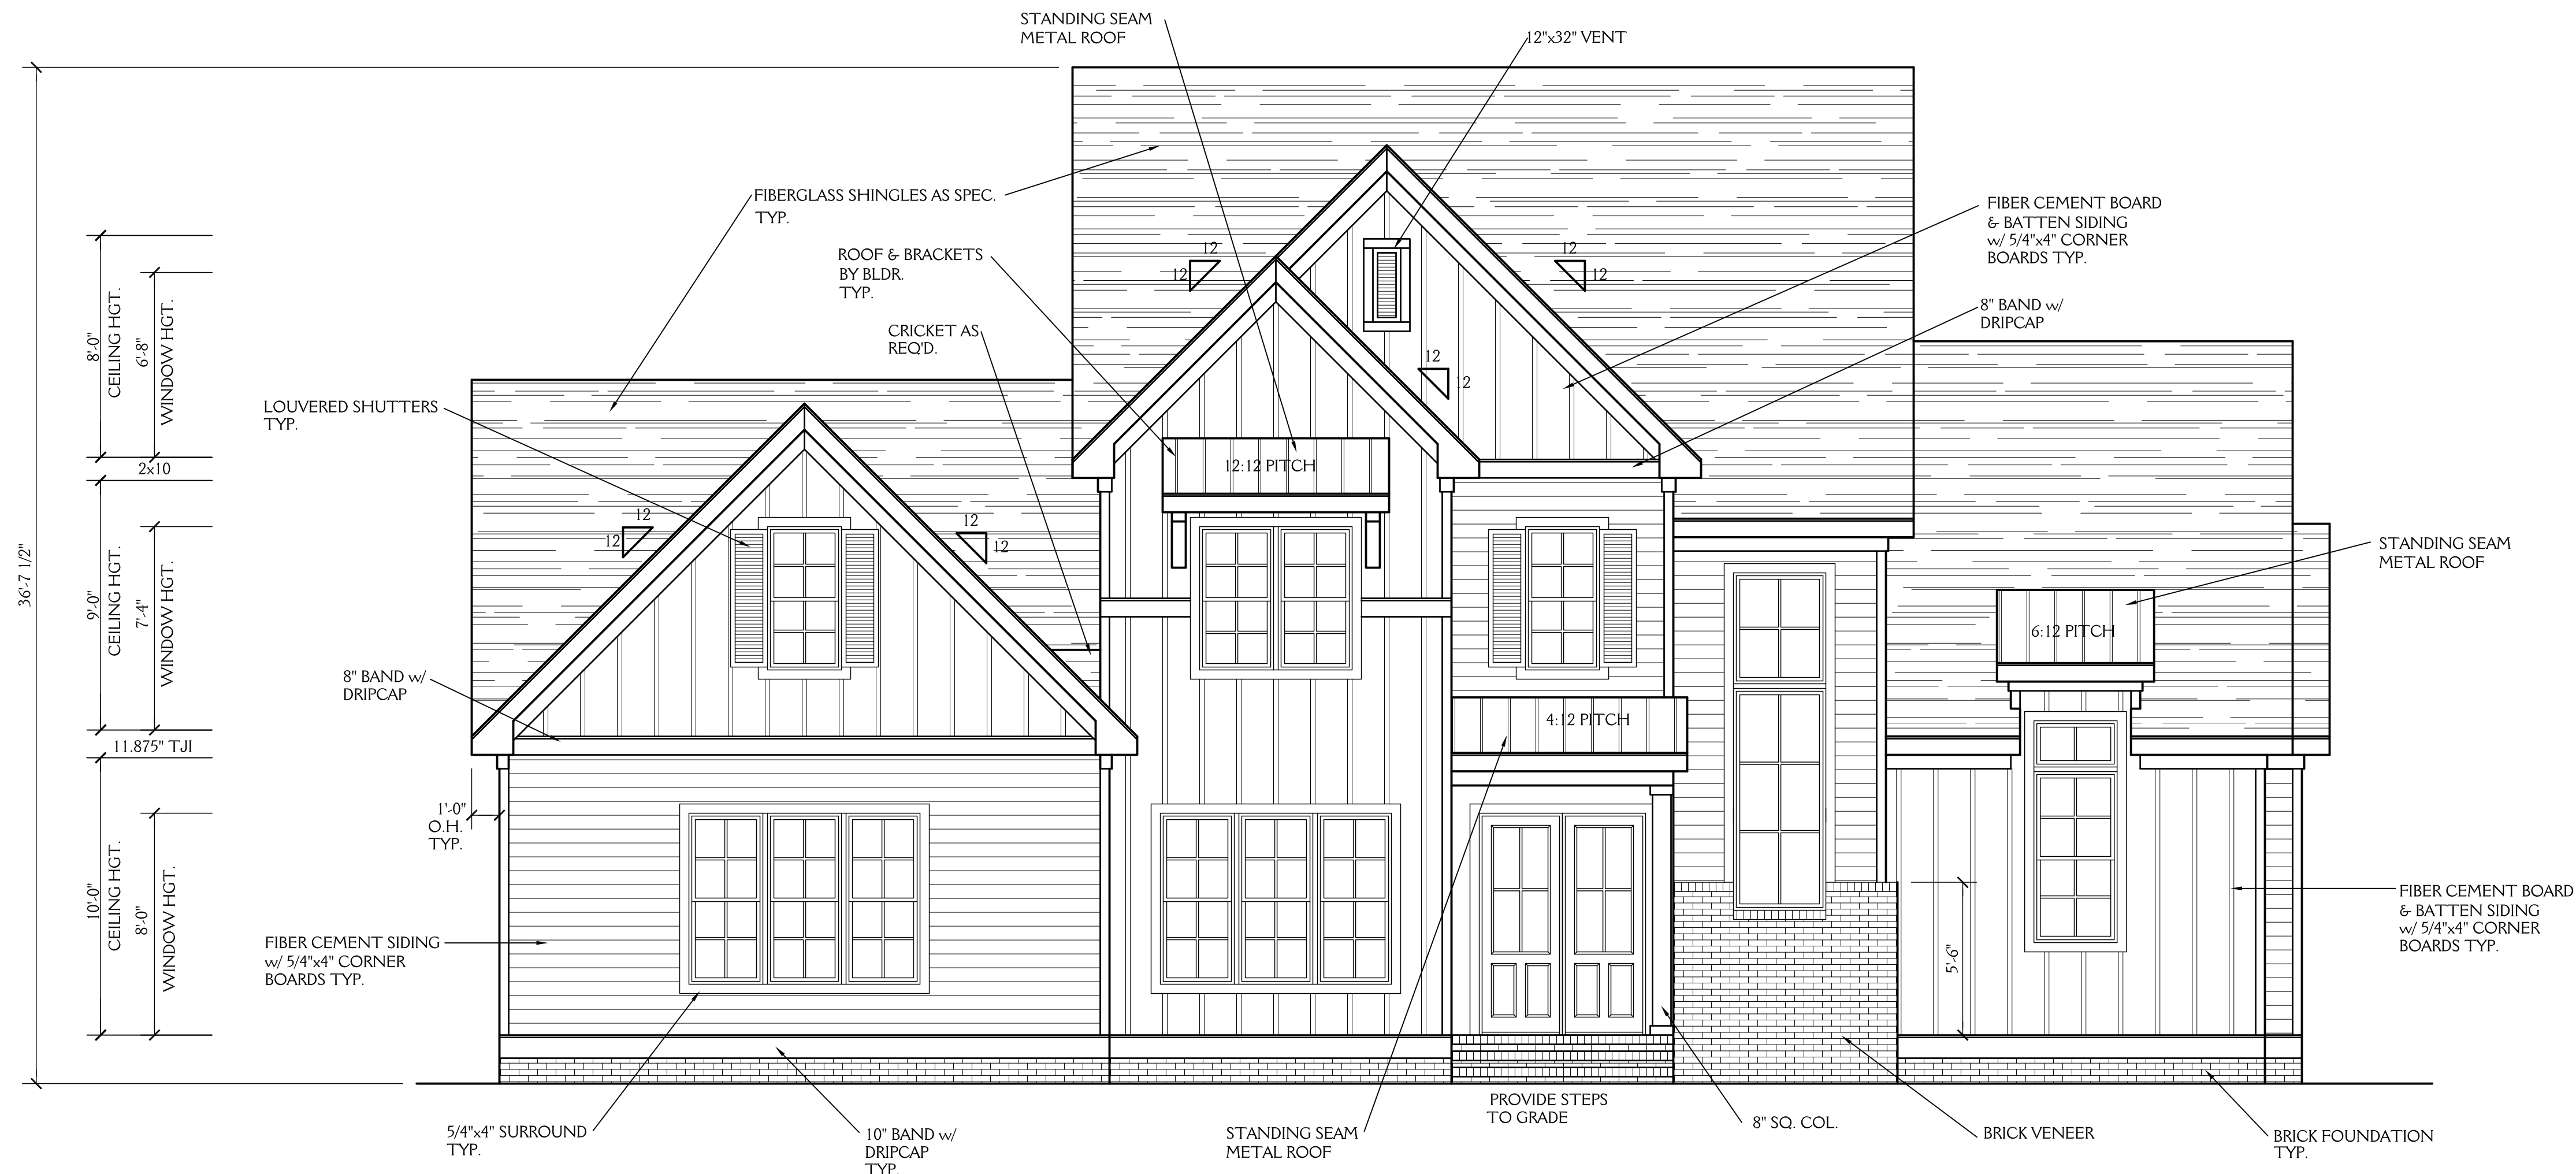 STANDING SEAM
METAL ROOF
12"x32" VENT
FIBERGLASS SHINGLES AS SPEC.
TYP.
FIBER CEMENT BOARD
& BATTEN SIDING
w/ 5/4"x4" CORNER
BOARDS TYP.
ROOF & BRACKETS
BY BLDR.
TYP.
12
12
12
12
8" BAND w/
DRIPCAP
CRICKET AS
REQ'D.
12
12
8'-0"
CEILING HGT.
6'-8"
WINDOW HGT.
LOUVERED SHUTTERS
TYP.
2x10
12:12 PITCH
12
12
12
12
STANDING SEAM
METAL ROOF
36'-7 1/2"
9'-0"
CEILING HGT.
7'-4"
WINDOW HGT.
6:12 PITCH
8" BAND w/
DRIPCAP
4:12 PITCH
11.875" TJI
1'-0"
O.H.
TYP.
10'-0"
CEILING HGT.
8'-0"
WINDOW HGT.
FIBER CEMENT SIDING
w/ 5/4"x4" CORNER
BOARDS TYP.
5'-6"
FIBER CEMENT BOARD
& BATTEN SIDING
w/ 5/4"x4" CORNER
BOARDS TYP.
PROVIDE STEPS
TO GRADE
5/4"x4" SURROUND
TYP.
10" BAND w/
DRIPCAP
TYP.
STANDING SEAM
METAL ROOF
8" SQ. COL.
BRICK VENEER
BRICK FOUNDATION
TYP.